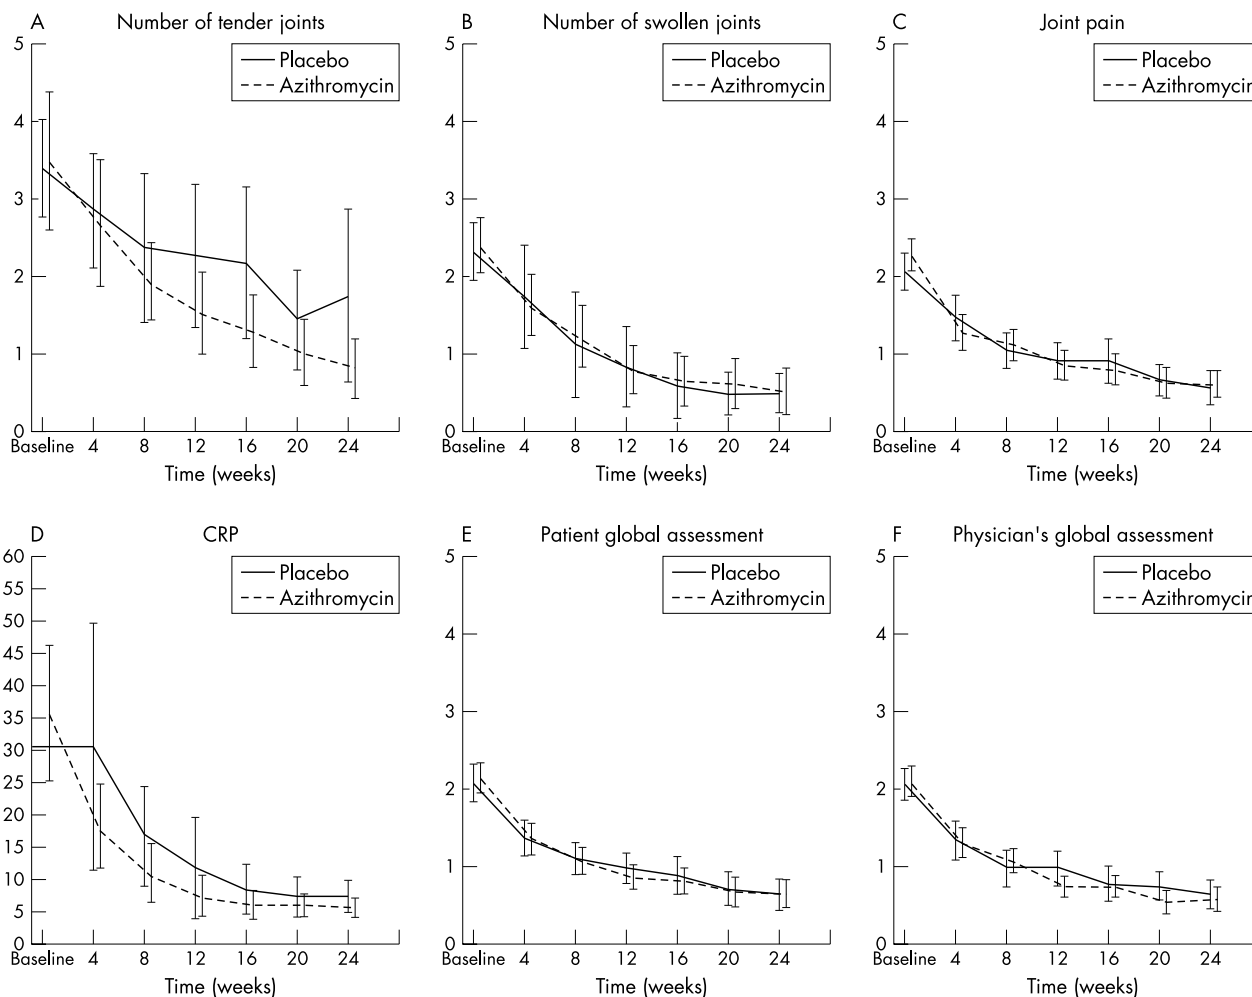 A Number of tender joints
5
4
3
2
1
0
Placebo
Azithromycin
Baseline 4 8 12 16 20 24
Time (weeks)
B Number of swollen joints
5
4
3
2
1
0
Placebo
Azithromycin
Baseline 4 8 12 16 20 24
Time (weeks)
C Joint pain
5
4
3
2
1
0
Placebo
Azithromycin
Baseline 4 8 12 16 20 24
Time (weeks)
D CRP
60
55
50
45
40
35
30
25
20
15
10
5
0
Placebo
Azithromycin
Baseline 4 8 12 16 20 24
Time (weeks)
E Patient global assessment
5
4
3
2
1
0
Placebo
Azithromycin
Baseline 4 8 12 16 20 24
Time (weeks)
F Physician's global assessment
5
4
3
2
1
0
Placebo
Azithromycin
Baseline 4 8 12 16 20 24
Time (weeks)